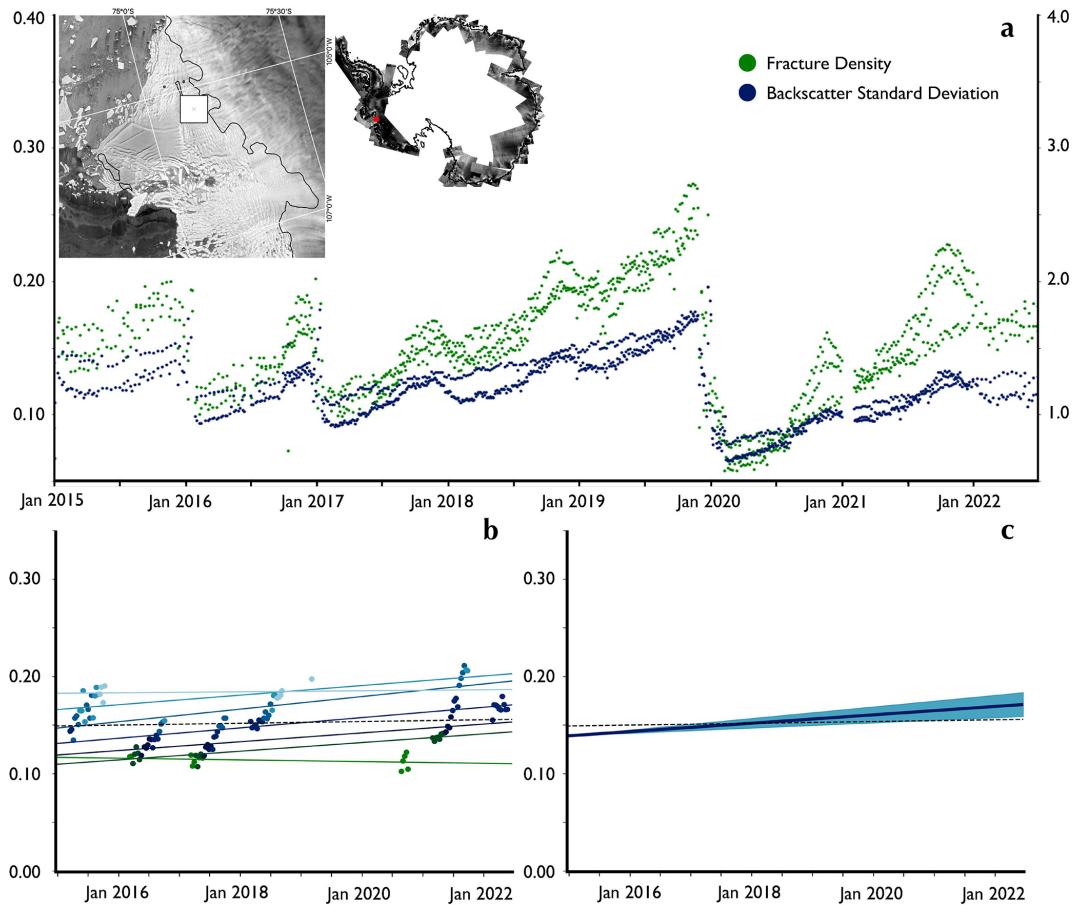 0.40
75°0'S
75°30'S
a
4.0
105°0'W
Fracture Density
Backscatter Standard Deviation
0.30
3.0
107°0'W
0.20
2.0
0.10
1.0
Jan 2015
Jan 2016
Jan 2017
Jan 2018
Jan 2019
Jan 2020
Jan 2021
Jan 2022
b
c
0.30
0.30
0.20
0.20
0.10
0.10
0.00
0.00
Jan 2016
Jan 2018
Jan 2020
Jan 2022
Jan 2016
Jan 2018
Jan 2020
Jan 2022